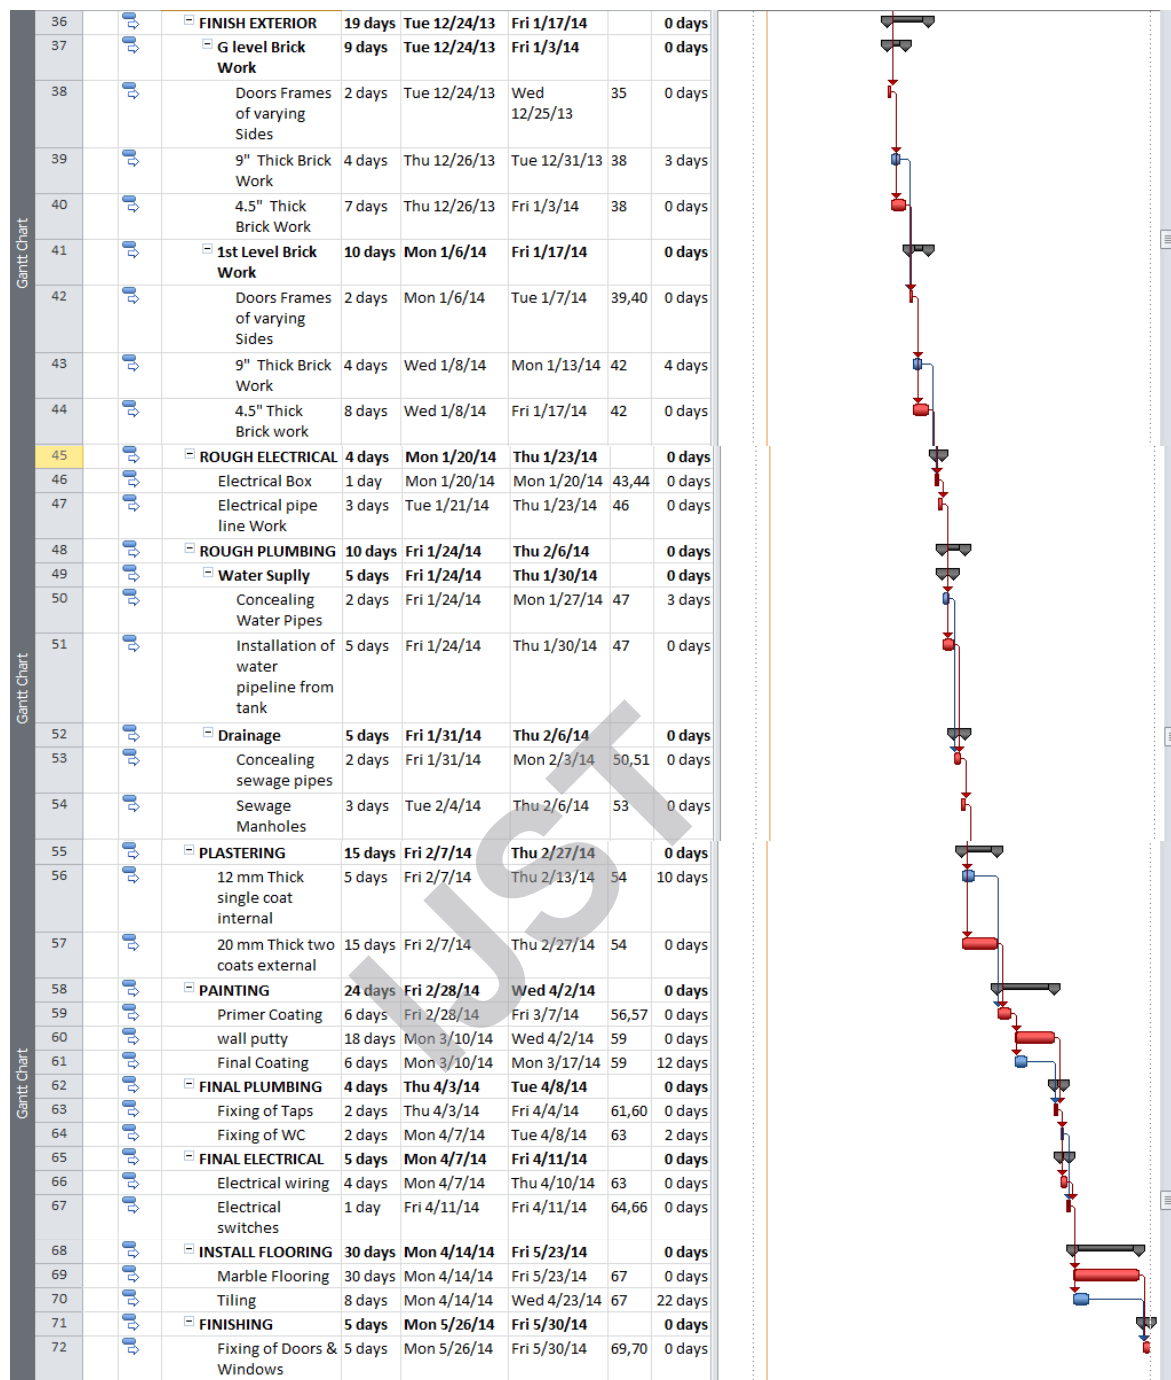 36 FINISH EXTERIOR 19 days Tue 12/24/13 Fri 1/17/14 0 days
37 G level Brick 9 days Tue 12/24/13 Fri 1/3/14 0 days
Work
38 Doors Frames 2 days Tue 12/24/13 Wed 35 0 days
of varying 12/25/13
Sides
39 9" Thick Brick 4 days Thu 12/26/13 Tue 12/31/13 38 3 days
Work
40 4.5" Thick 7 days Thu 12/26/13 Fri 1/3/14 38 0 days
Brick Work
Gantt Chart
41 1st Level Brick 10 days Mon 1/6/14 Fri 1/17/14 0 days
Work
42 Doors Frames 2 days Mon 1/6/14 Tue 1/7/14 39,40 0 days
of varying
Sides
43 9" Thick Brick 4 days Wed 1/8/14 Mon 1/13/14 42 4 days
Work
44 4.5" Thick 8 days Wed 1/8/14 Fri 1/17/14 42 0 days
Brick work
45 ROUGH ELECTRICAL 4 days Mon 1/20/14 Thu 1/23/14 0 days
46 Electrical Box 1 day Mon 1/20/14 Mon 1/20/14 43,44 0 days
47 Electrical pipe 3 days Tue 1/21/14 Thu 1/23/14 46 0 days
line Work
48 ROUGH PLUMBING 10 days Fri 1/24/14 Thu 2/6/14 0 days
49 Water Suplly 5 days Fri 1/24/14 Thu 1/30/14 0 days
50 Concealing 2 days Fri 1/24/14 Mon 1/27/14 47 3 days
Water Pipes
51 Installation of 5 days Fri 1/24/14 Thu 1/30/14 47 0 days
water
pipeline from
tank
Gantt Chart
52 Drainage 5 days Fri 1/31/14 Thu 2/6/14 0 days
53 Concealing 2 days Fri 1/31/14 Mon 2/3/14 50,51 0 days
sewage pipes
54 Sewage 3 days Tue 2/4/14 Thu 2/6/14 53 0 days
Manholes
55 PLASTERING 15 days Fri 2/7/14 Thu 2/27/14 0 days
56 12 mm Thick 5 days Fri 2/7/14 Thu 2/13/14 54 10 days
single coat
internal
57 20 mm Thick two 15 days Fri 2/7/14 Thu 2/27/14 54 0 days
coats external
58 PAINTING 24 days Fri 2/28/14 Wed 4/2/14 0 days
59 Primer Coating 6 days Fri 2/28/14 Fri 3/7/14 56,57 0 days
60 wall putty 18 days Mon 3/10/14 Wed 4/2/14 59 0 days
61 Final Coating 6 days Mon 3/10/14 Mon 3/17/14 59 12 days
Gantt Chart
62 FINAL PLUMBING 4 days Thu 4/3/14 Tue 4/8/14 0 days
63 Fixing of Taps 2 days Thu 4/3/14 Fri 4/4/14 61,60 0 days
64 Fixing of WC 2 days Mon 4/7/14 Tue 4/8/14 63 2 days
65 FINAL ELECTRICAL 5 days Mon 4/7/14 Fri 4/11/14 0 days
66 Electrical wiring 4 days Mon 4/7/14 Thu 4/10/14 63 0 days
67 Electrical 1 day Fri 4/11/14 Fri 4/11/14 64,66 0 days
switches
68 INSTALL FLOORING 30 days Mon 4/14/14 Fri 5/23/14 0 days
69 Marble Flooring 30 days Mon 4/14/14 Fri 5/23/14 67 0 days
70 Tiling 8 days Mon 4/14/14 Wed 4/23/14 67 22 days
71 FINISHING 5 days Mon 5/26/14 Fri 5/30/14 0 days
72 Fixing of Doors & 5 days Mon 5/26/14 Fri 5/30/14 69,70 0 days
Windows
IJST